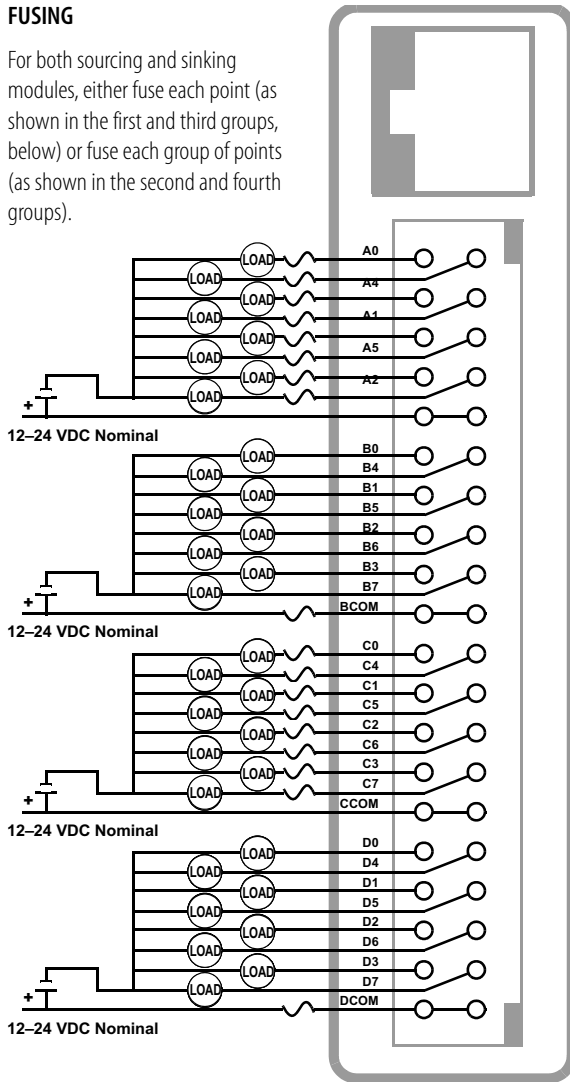 FUSING
For both sourcing and sinking
modules, either fuse each point (as
shown in the first and third groups,
below) or fuse each group of points
(as shown in the second and fourth
groups).
LOAD A0
LOAD A4
LOAD
LOAD A1
LOAD
LOAD A5
LOAD A2
LOAD
+
12–24 VDC Nominal
LOAD B0
LOAD B4
LOAD B1
LOAD B5
LOAD B2
LOAD B6
LOAD B3
LOAD B7
+ BCOM
12–24 VDC Nominal
LOAD C0
LOAD C4
LOAD C1
LOAD C5
LOAD C2
LOAD C6
LOAD C3
LOAD C7
+ CCOM
12–24 VDC Nominal
LOAD D0
LOAD D4
LOAD D1
LOAD D5
LOAD D2
LOAD D6
LOAD D3
LOAD D7
+ DCOM
12–24 VDC Nominal